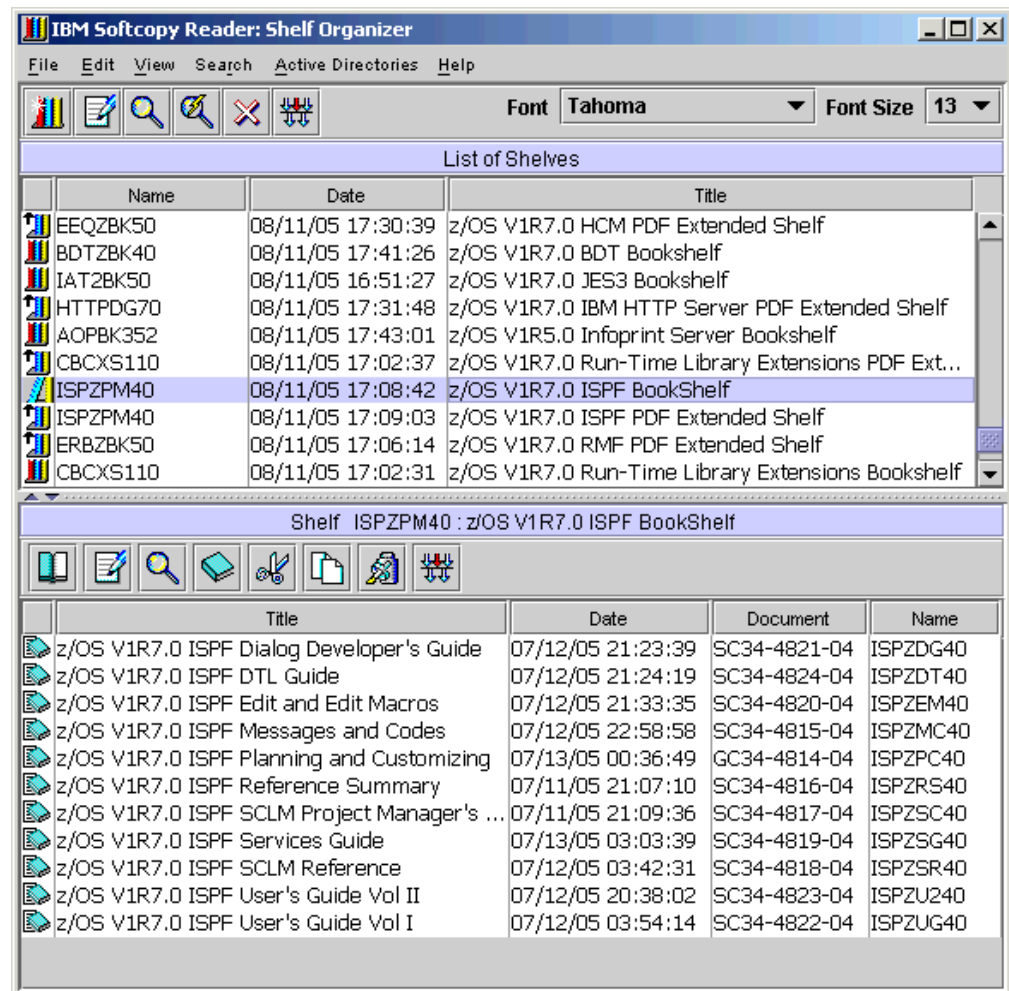 IBM Softcopy Reader: Shelf Organizer
File Edit View Search Active Directories Help
Font Tahoma Font Size 13
List of Shelves
Name Date Title
EEQZBK50 08/11/05 17:30:39 z/OS V1R7.0 HCM PDF Extended Shelf
BDTZBK40 08/11/05 17:41:26 z/OS V1R7.0 BDT Bookshelf
IAT2BK50 08/11/05 16:51:27 z/OS V1R7.0 JES3 Bookshelf
HTTPDG70 08/11/05 17:31:48 z/OS V1R7.0 IBM HTTP Server PDF Extended Shelf
AOPBK352 08/11/05 17:43:01 z/OS V1R5.0 Infoprint Server Bookshelf
CBCXS110 08/11/05 17:02:37 z/OS V1R7.0 Run-Time Library Extensions PDF Ext...
ISPZPM40 08/11/05 17:08:42 z/OS V1R7.0 ISPF BookShelf
ISPZPM40 08/11/05 17:09:03 z/OS V1R7.0 ISPF PDF Extended Shelf
ERBZBK50 08/11/05 17:06:14 z/OS V1R7.0 RMF PDF Extended Shelf
CBCXS110 08/11/05 17:02:31 z/OS V1R7.0 Run-Time Library Extensions Bookshelf
Shelf ISPZPM40 : z/OS V1R7.0 ISPF BookShelf
Title Date Document Name
z/OS V1R7.0 ISPF Dialog Developer's Guide 07/12/05 21:23:39 SC34-4821-04 ISPZDG40
z/OS V1R7.0 ISPF DTL Guide 07/12/05 21:24:19 SC34-4824-04 ISPZDT40
z/OS V1R7.0 ISPF Edit and Edit Macros 07/12/05 21:33:35 SC34-4820-04 ISPZEM40
z/OS V1R7.0 ISPF Messages and Codes 07/12/05 22:58:58 SC34-4815-04 ISPZMC40
z/OS V1R7.0 ISPF Planning and Customizing 07/13/05 00:36:49 GC34-4814-04 ISPZPC40
z/OS V1R7.0 ISPF Reference Summary 07/11/05 21:07:10 SC34-4816-04 ISPZRS40
z/OS V1R7.0 ISPF SCLM Project Manager's ... 07/11/05 21:09:36 SC34-4817-04 ISPZSC40
z/OS V1R7.0 ISPF Services Guide 07/13/05 03:03:39 SC34-4819-04 ISPZSG40
z/OS V1R7.0 ISPF SCLM Reference 07/12/05 03:42:31 SC34-4818-04 ISPZSR40
z/OS V1R7.0 ISPF User's Guide Vol II 07/12/05 20:38:02 SC34-4823-04 ISPZU240
z/OS V1R7.0 ISPF User's Guide Vol I 07/12/05 03:54:14 SC34-4822-04 ISPZUG40